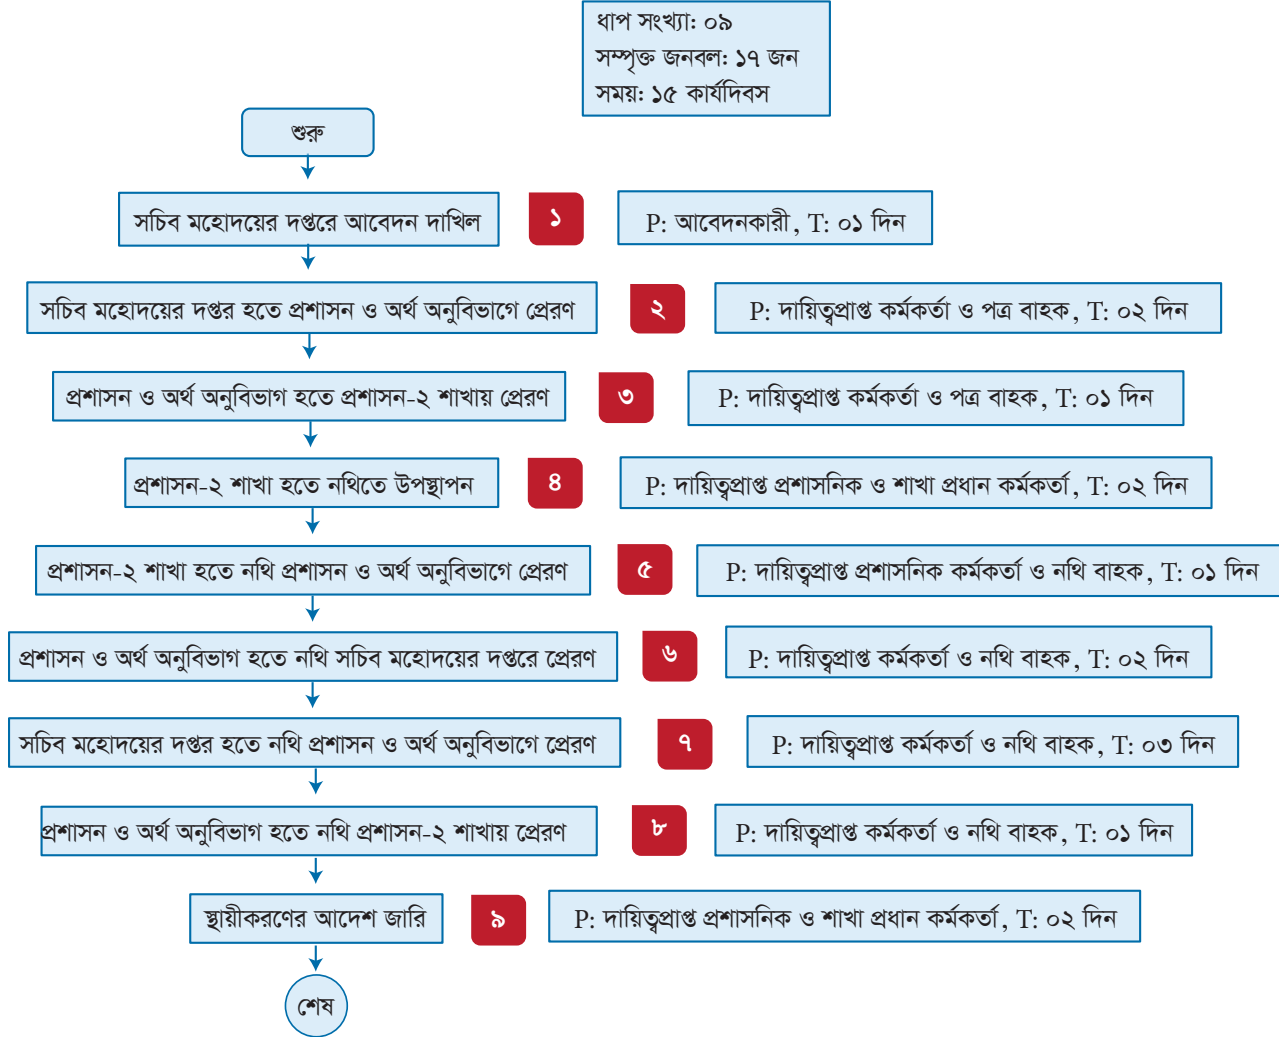 ধাপ সংখ্যা: ০৯
সম্পৃক্ত জনবল: ১৭ জন
সময়: ১৫ কার্যদিবস
শুরু
সচিব মহোদয়ের দপ্তরে আবেদন দাখিল
১
P: আবেদনকারী, T: ০১ দিন
সচিব মহোদয়ের দপ্তর হতে প্রশাসন ও অর্থ অনুবিভাগে প্রেরণ
২
P: দায়িত্বপ্রাপ্ত কর্মকর্তা ও পত্র বাহক, T: ০২ দিন
প্রশাসন ও অর্থ অনুবিভাগ হতে প্রশাসন-২ শাখায় প্রেরণ
৩
P: দায়িত্বপ্রাপ্ত কর্মকর্তা ও পত্র বাহক, T: ০১ দিন
প্রশাসন-২ শাখা হতে নথিতে উপস্থাপন
৪
P: দায়িত্বপ্রাপ্ত প্রশাসনিক ও শাখা প্রধান কর্মকর্তা, T: ০২ দিন
প্রশাসন-২ শাখা হতে নথি প্রশাসন ও অর্থ অনুবিভাগে প্রেরণ
৫
P: দায়িত্বপ্রাপ্ত প্রশাসনিক কর্মকর্তা ও নথি বাহক, T: ০১ দিন
প্রশাসন ও অর্থ অনুবিভাগ হতে নথি সচিব মহোদয়ের দপ্তরে প্রেরণ
৬
P: দায়িত্বপ্রাপ্ত কর্মকর্তা ও নথি বাহক, T: ০২ দিন
সচিব মহোদয়ের দপ্তর হতে নথি প্রশাসন ও অর্থ অনুবিভাগে প্রেরণ
৭
P: দায়িত্বপ্রাপ্ত কর্মকর্তা ও নথি বাহক, T: ০৩ দিন
প্রশাসন ও অর্থ অনুবিভাগ হতে নথি প্রশাসন-২ শাখায় প্রেরণ
৮
P: দায়িত্বপ্রাপ্ত কর্মকর্তা ও নথি বাহক, T: ০১ দিন
স্থায়ীকরণের আদেশ জারি
৯
P: দায়িত্বপ্রাপ্ত প্রশাসনিক ও শাখা প্রধান কর্মকর্তা, T: ০২ দিন
শেষ